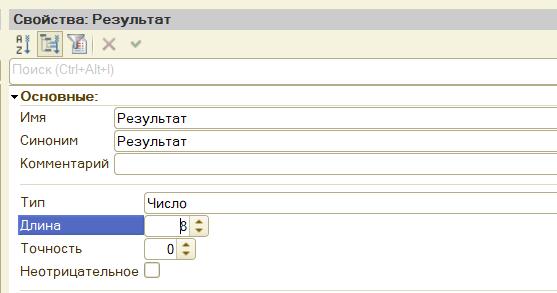 Свойства: Результат
Поиск (Ctrl+Alt+I)
Основные:
Имя Результат
Синоним Результат
Комментарий
Тип Число
Длина 8
Точность 0
Неотрицательное